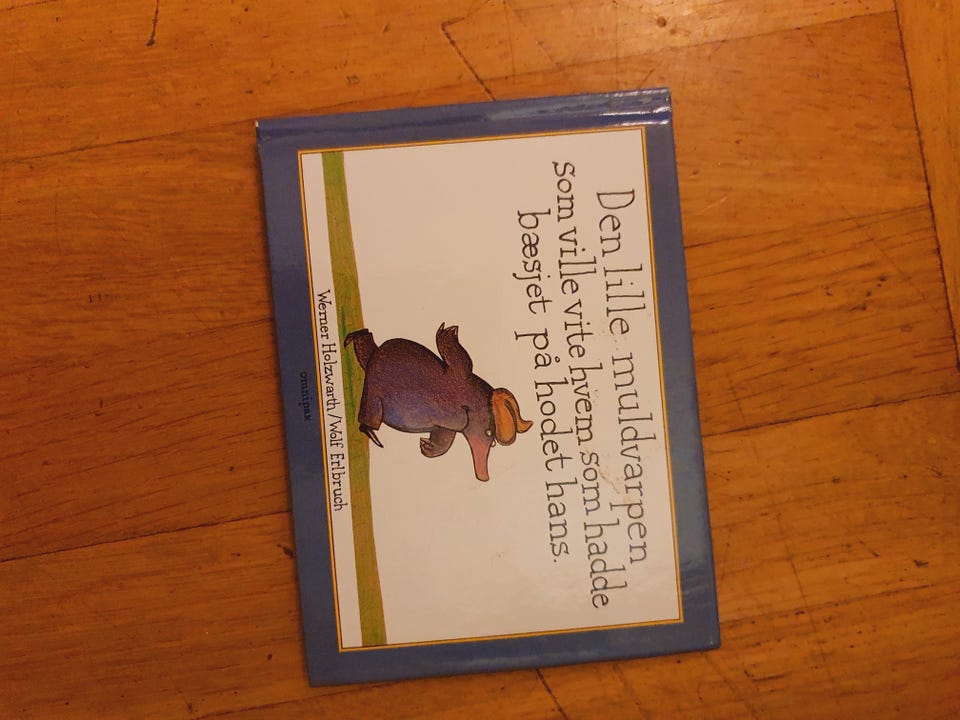 Den lille muldvarpen
som ville vite hvem som hadde
bæsjet på hodet hans.
Werner Holzwarth/Wolf Erlbruch
omnipax